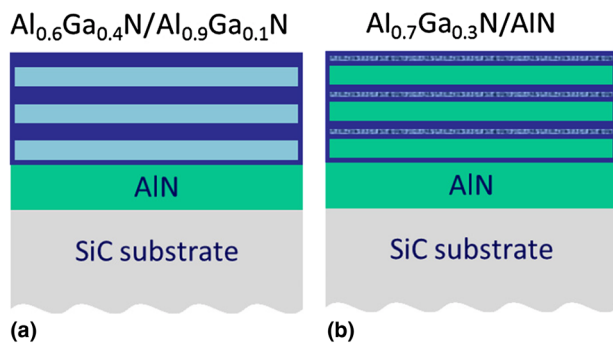 Al₀.₆Ga₀.₄N/Al₀.₉Ga₀.₁N
Al₀.₇Ga₀.₃N/AlN
AlN
AlN
SiC substrate
SiC substrate
(a)
(b)